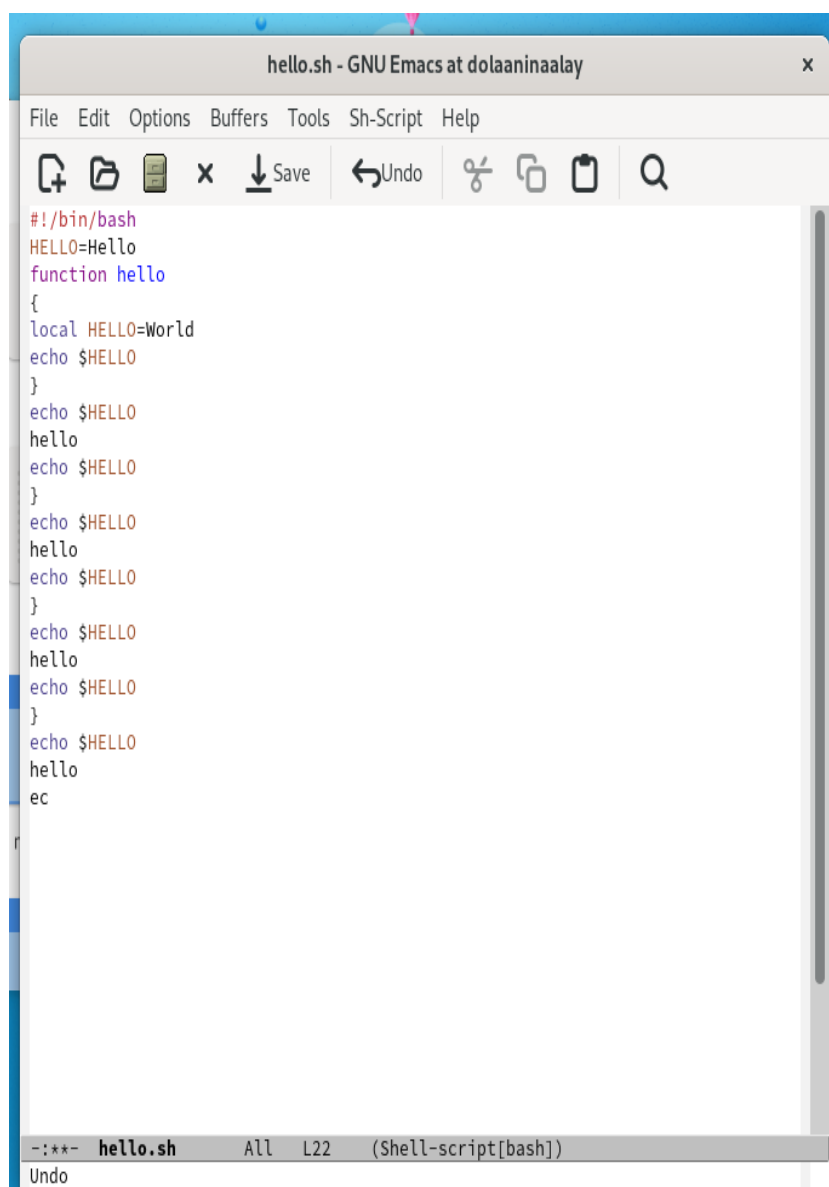 hello.sh - GNU Emacs at dolaaninaalay x
File Edit Options Buffers Tools Sh-Script Help
Save Undo
#!/bin/bash
HELLO=Hello
function hello
{
local HELLO=World
echo $HELLO
}
echo $HELLO
hello
echo $HELLO
}
echo $HELLO
hello
echo $HELLO
}
echo $HELLO
hello
echo $HELLO
}
echo $HELLO
hello
ec
-:**- hello.sh All L22 (Shell-script[bash])
Undo